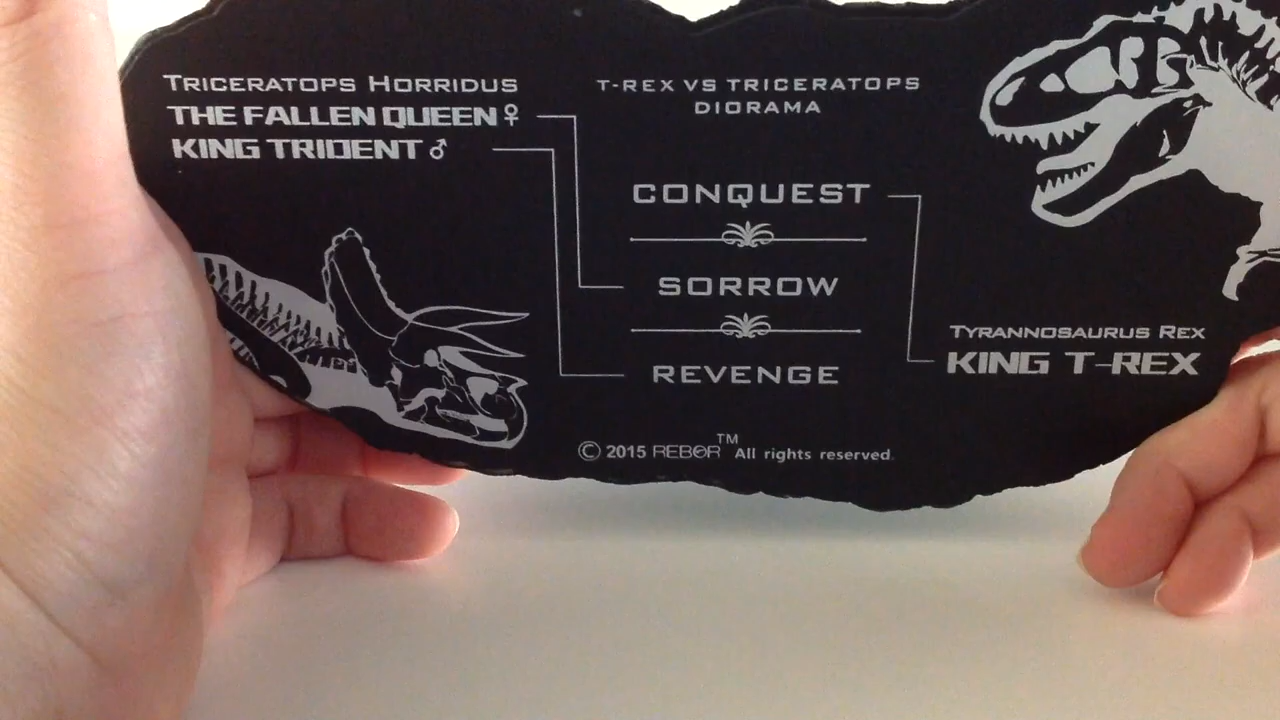 TRICERATOPS HORRIDUS
THE FALLEN QUEEN♀
KING TRIDENT ♂
T-REX VS TRICERATOPS
DIORAMA
CONQUEST
SORROW
REVENGE
TYRANNOSAURUS REX
KING T-REX
© 2015 REBOR™ All rights reserved.